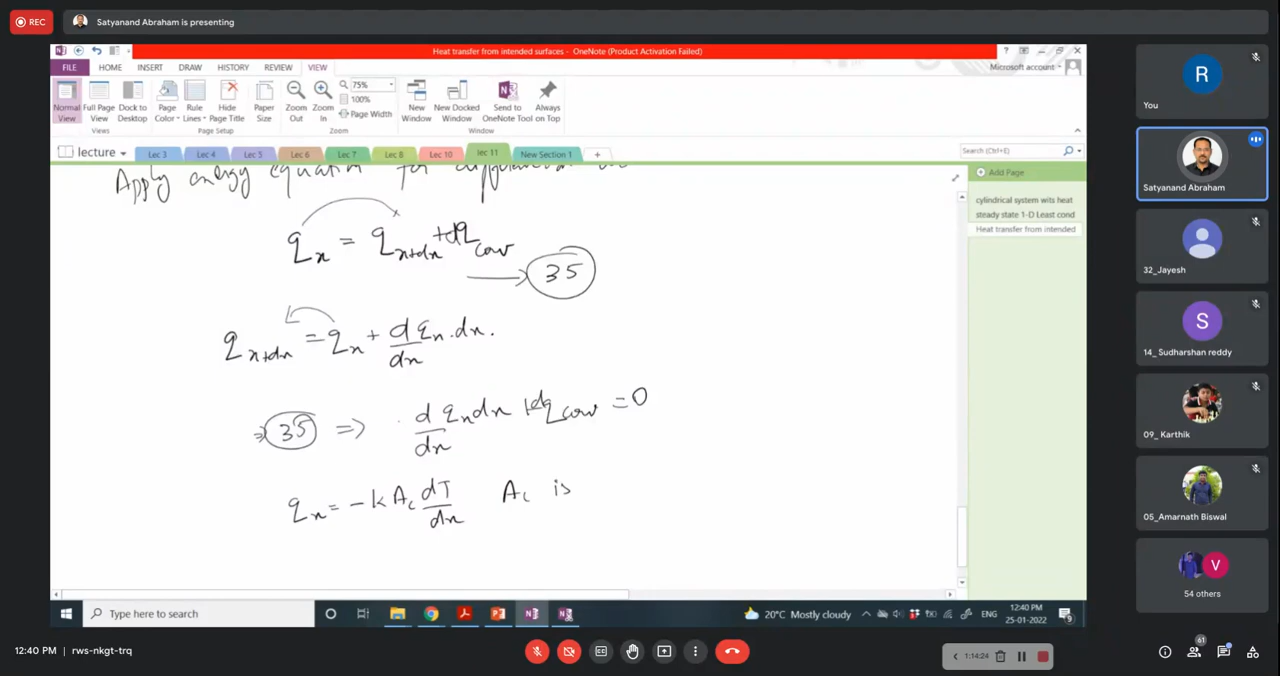 REC
Satyanand Abraham is presenting
Heat transfer from intended surfaces - OneNote (Product Activation Failed)
FILE HOME INSERT DRAW HISTORY REVIEW VIEW
Microsoft account
Normal View
Full Page View
Dock to Desktop
Page Color
Rule Lines
Hide Page Title
Paper Size
Zoom Out
Zoom In
75%
100%
Page Width
New Window
New Docked Window
Send to OneNote Tool
Always on Top
Views
Page Setup
Zoom
Window
lecture
Lec 3 Lec 4 Lec 5 Lec 6 Lec 7 Lec 8 Lec 10 lec 11 New Section 1 +
Search (Ctrl+E)
Add Page
cylindrical system wits heat
steady state 1-D Least cond
Heat transfer from intended
Apply energy equation for
q_x = q_{x+dx} + dq_conv
→ 35
q_{x+dx} = q_x + d q_x/dx . dx.
⇒ 35 ⇒ d/dx q_x dx + dq_conv = 0
q_x = -k A_c dT/dx A_c is
You
R
Satyanand Abraham
32_Jayesh
S
14_ Sudharshan reddy
09_ Karthik
05_Amarnath Biswal
V
54 others
Type here to search
20°C Mostly cloudy
ENG
12:40 PM
25-01-2022
9
12:40 PM | rws-nkgt-trq
1:14:24
61